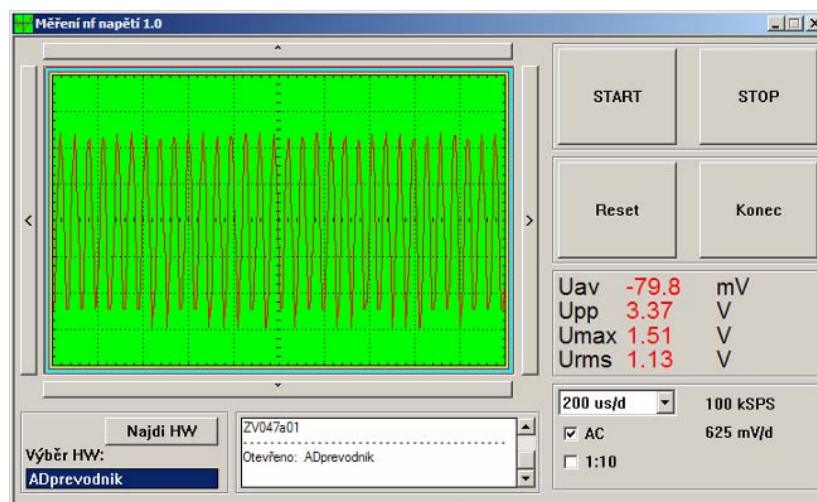 Měření nf napětí 1.0
START
STOP
Reset
Konec
Uav -79.8 mV
Upp 3.37 V
Umax 1.51 V
Urms 1.13 V
200 us/d
100 kSPS
AC
625 mV/d
1:10
Najdi HW
Výběr HW:
ADprevodnik
ZV047a01
Otevřeno: ADprevodnik